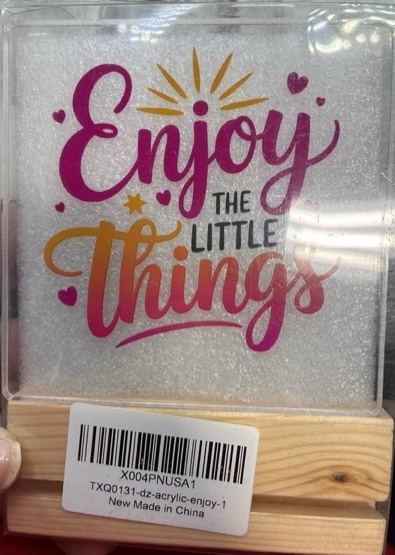 Enjoy
THE
LITTLE
Things
X004PNUSA1
TXQ0131-dz-acrylic-enjoy-1
New Made in China